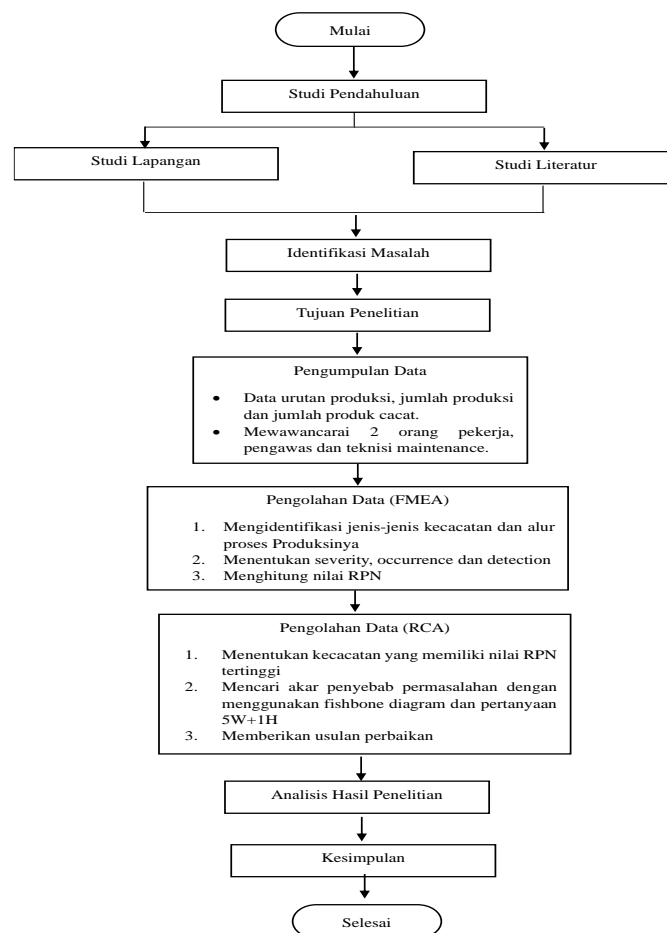 Mulai
Studi Pendahuluan
Studi Lapangan
Studi Literatur
Identifikasi Masalah
Tujuan Penelitian
Pengumpulan Data
• Data urutan produksi, jumlah produksi
dan jumlah produk cacat.
• Mewawancarai 2 orang pekerja,
pengawas dan teknisi maintenance.
Pengolahan Data (FMEA)
1. Mengidentifikasi jenis-jenis kecacatan dan alur
proses Produksinya
2. Menentukan severity, occurrence dan detection
3. Menghitung nilai RPN
Pengolahan Data (RCA)
1. Menentukan kecacatan yang memiliki nilai RPN
tertinggi
2. Mencari akar penyebab permasalahan dengan
menggunakan fishbone diagram dan pertanyaan
5W+1H
3. Memberikan usulan perbaikan
Analisis Hasil Penelitian
Kesimpulan
Selesai